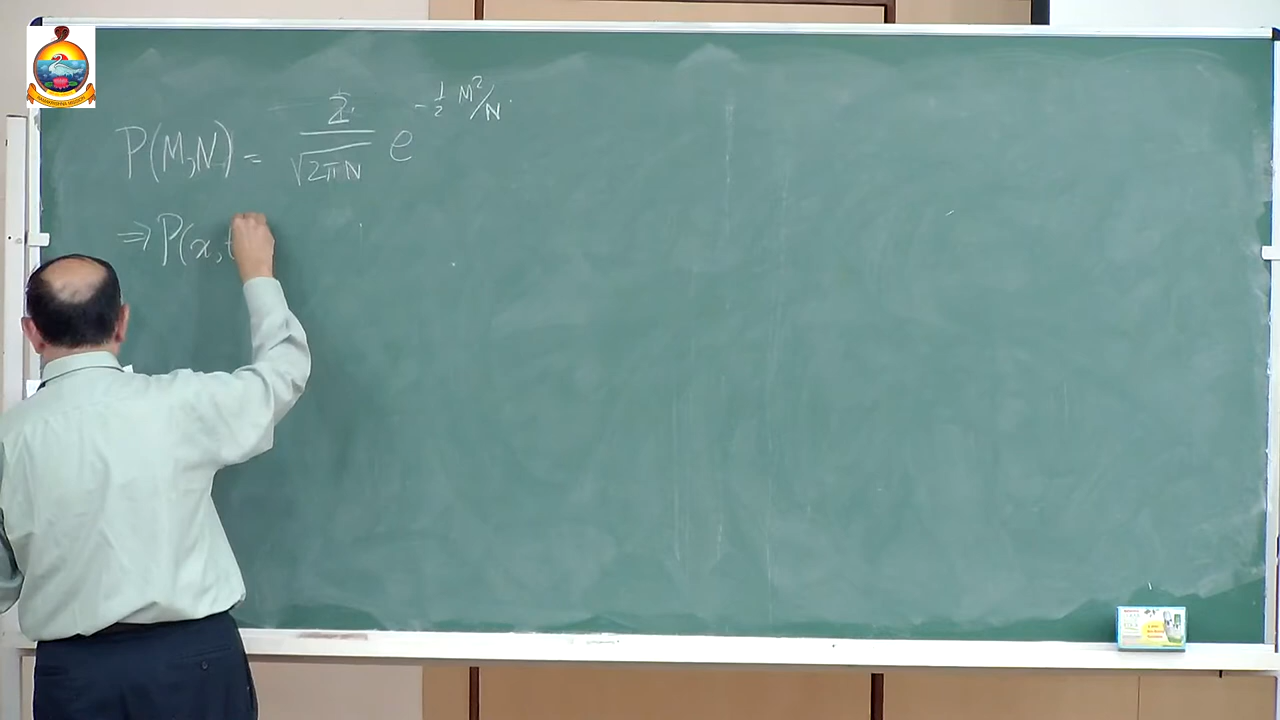 P(M,N) = 2/√2πN e^-1/2 M²/N
⇒ P(x,t